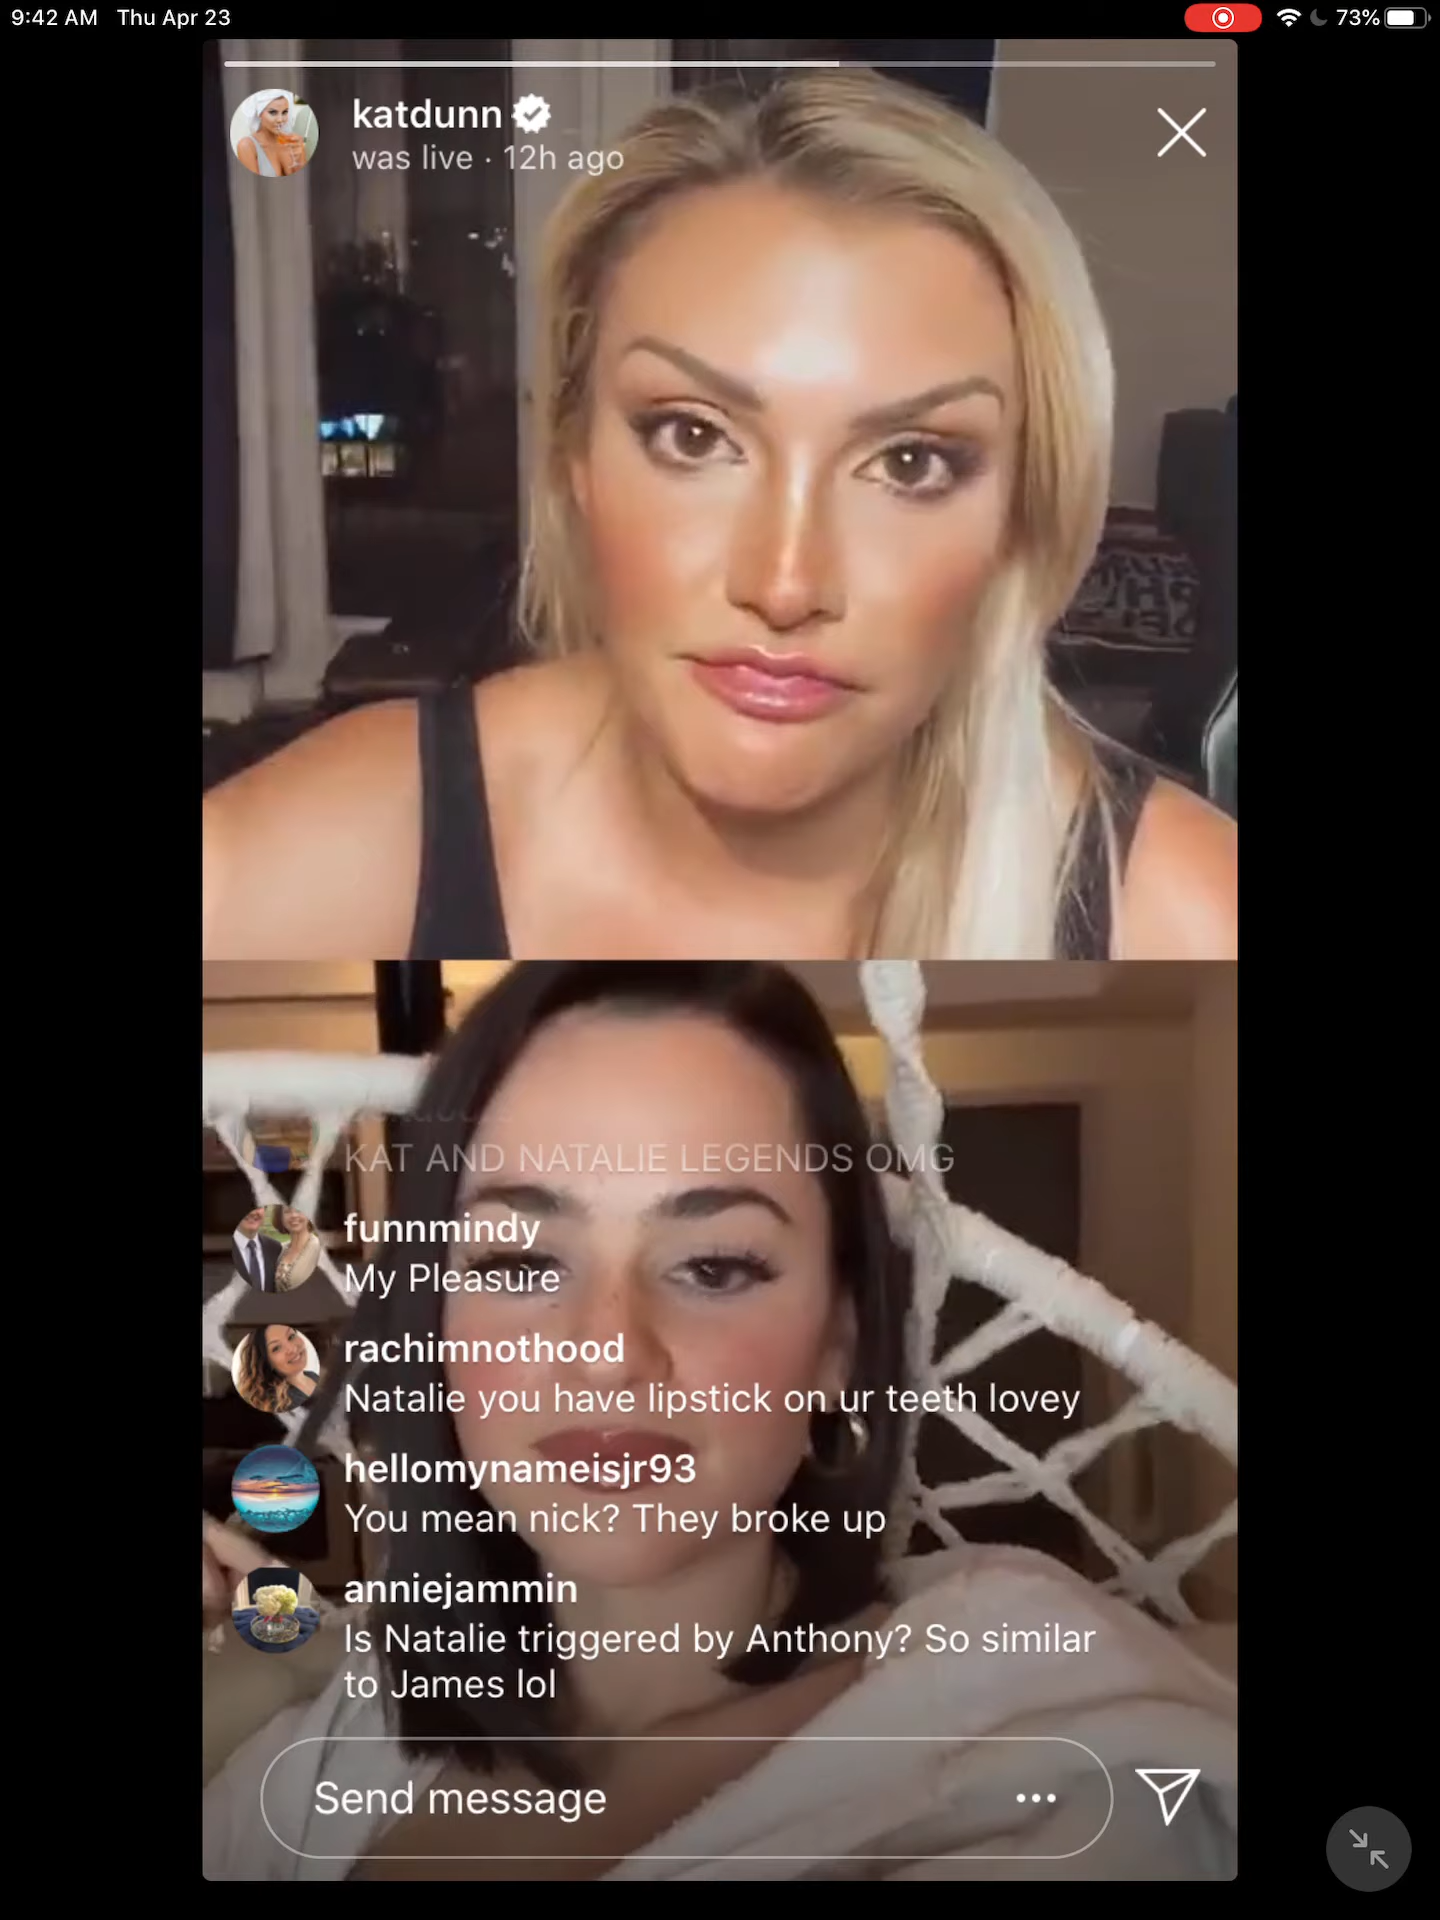 9:42 AM Thu Apr 23
73%
katdunn
was live · 12h ago
KAT AND NATALIE LEGENDS OMG
funnmindy
My Pleasure
rachimnothood
Natalie you have lipstick on ur teeth lovey
hellomynameisjr93
You mean nick? They broke up
anniejammin
Is Natalie triggered by Anthony? So similar
to James lol
Send message